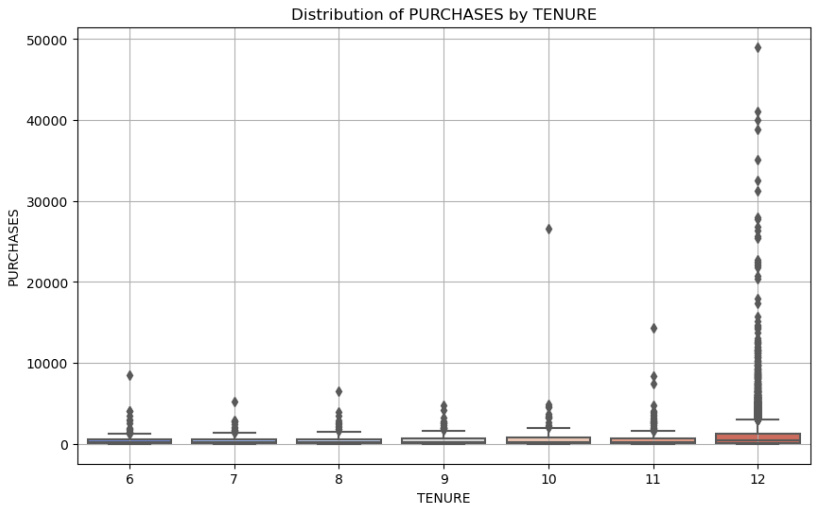 Distribution of PURCHASES by TENURE
50000
40000
30000
20000
10000
0
PURCHASES
6 7 8 9 10 11 12
TENURE